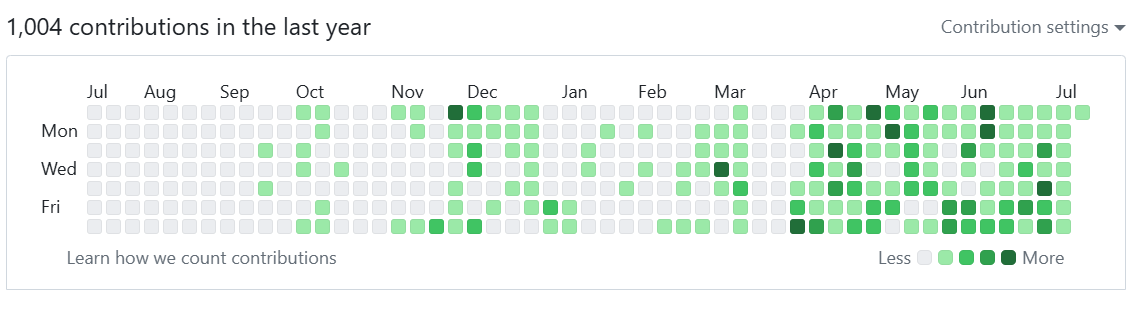 1,004 contributions in the last year
Contribution settings
Jul Aug Sep Oct Nov Dec Jan Feb Mar Apr May Jun Jul
Mon
Wed
Fri
Learn how we count contributions
Less More